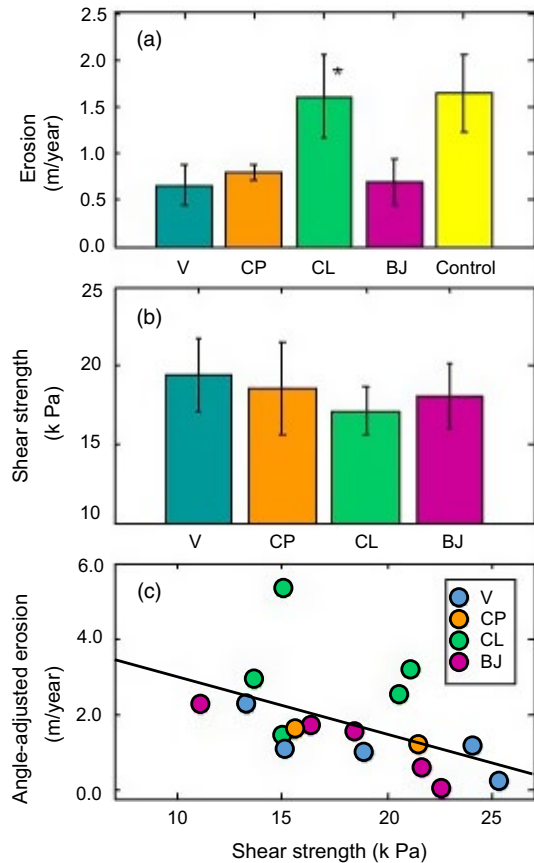 (a)
Erosion
(m/year)
2.5
2.0
1.5
1.0
0.5
0.0
*
V CP CL BJ Control
(b)
Shear strength
(k Pa)
25
20
15
10
V CP CL BJ
(c)
Angle-adjusted erosion
(m/year)
6.0
4.0
2.0
0.0
V
CP
CL
BJ
10 15 20 25
Shear strength (k Pa)